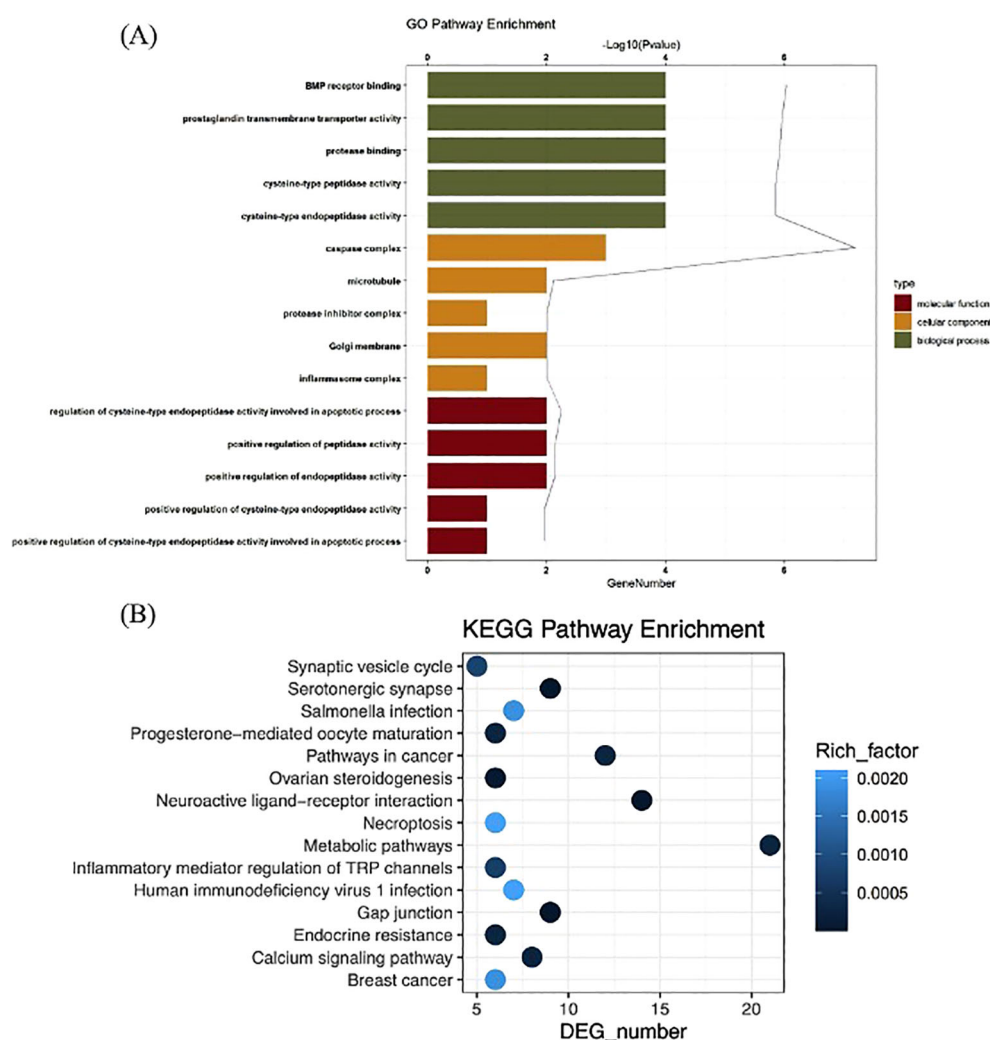 (A)
GO Pathway Enrichment
-Log10(Pvalue)
0 2 4 6
BMP receptor binding
prostaglandin transmembrane transporter activity
protease binding
cysteine-type peptidase activity
cysteine-type endopeptidase activity
caspase complex
microtubule
protease inhibitor complex
Golgi membrane
inflammasome complex
regulation of cysteine-type endopeptidase activity involved in apoptotic process
positive regulation of peptidase activity
positive regulation of endopeptidase activity
positive regulation of cysteine-type endopeptidase activity
positive regulation of cysteine-type endopeptidase activity involved in apoptotic process
0 2 4 6
GeneNumber
type
molecular function
cellular component
biological process
(B)
KEGG Pathway Enrichment
Synaptic vesicle cycle
Serotonergic synapse
Salmonella infection
Progesterone-mediated oocyte maturation
Pathways in cancer
Ovarian steroidogenesis
Neuroactive ligand-receptor interaction
Necroptosis
Metabolic pathways
Inflammatory mediator regulation of TRP channels
Human immunodeficiency virus 1 infection
Gap junction
Endocrine resistance
Calcium signaling pathway
Breast cancer
5 10 15 20
DEG_number
Rich_factor
0.0020
0.0015
0.0010
0.0005